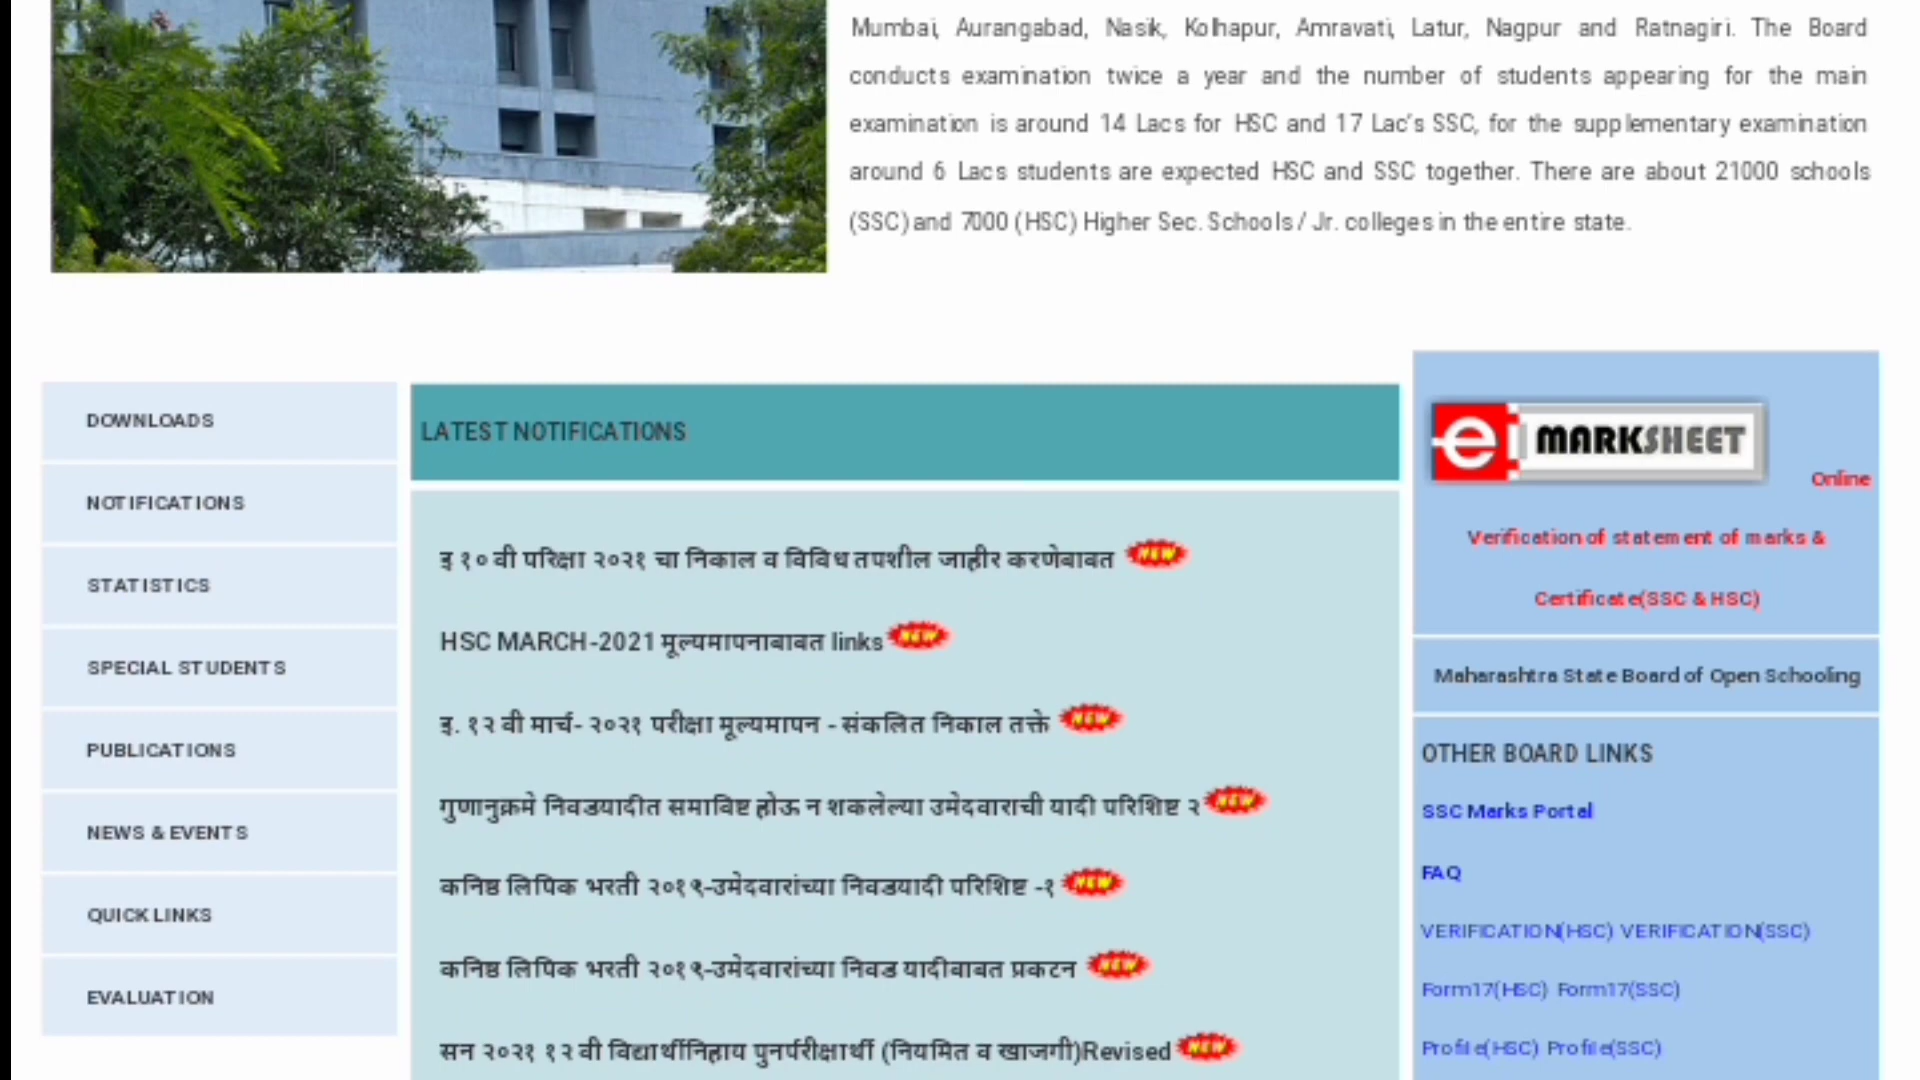 Mumbai, Aurangabad, Nasik, Kolhapur, Amravati, Latur, Nagpur and Ratnagiri. The Board
conducts examination twice a year and the number of students appearing for the main
examination is around 14 Lacs for HSC and 17 Lac's SSC, for the supplementary examination
around 6 Lacs students are expected HSC and SSC together. There are about 21000 schools
(SSC) and 7000 (HSC) Higher Sec. Schools / Jr. colleges in the entire state.
DOWNLOADS
NOTIFICATIONS
STATISTICS
SPECIAL STUDENTS
PUBLICATIONS
NEWS & EVENTS
QUICK LINKS
EVALUATION
LATEST NOTIFICATIONS
इ १० वी परिक्षा २०२१ चा निकाल व विविध तपशील जाहीर करणेबाबत NEW
HSC MARCH-2021 मूल्यमापनाबाबत links NEW
इ. १२ वी मार्च- २०२१ परीक्षा मूल्यमापन - संकलित निकाल तक्ते NEW
गुणानुक्रमे निवडयादीत समाविष्ट होऊ न शकलेल्या उमेदवाराची यादी परिशिष्ट २ NEW
कनिष्ठ लिपिक भरती २०१९-उमेदवारांच्या निवडयादी परिशिष्ट -१ NEW
कनिष्ठ लिपिक भरती २०१९-उमेदवारांच्या निवड यादीबाबत प्रकटन NEW
सन २०२१ १२ वी विद्यार्थीनिहाय पुनर्परीक्षार्थी (नियमित व खाजगी)Revised NEW
e MARKSHEET
Online
Verification of statement of marks &
Certificate(SSC & HSC)
Maharashtra State Board of Open Schooling
OTHER BOARD LINKS
SSC Marks Portal
FAQ
VERIFICATION(HSC) VERIFICATION(SSC)
Form17(HSC) Form17(SSC)
Profile(HSC) Profile(SSC)